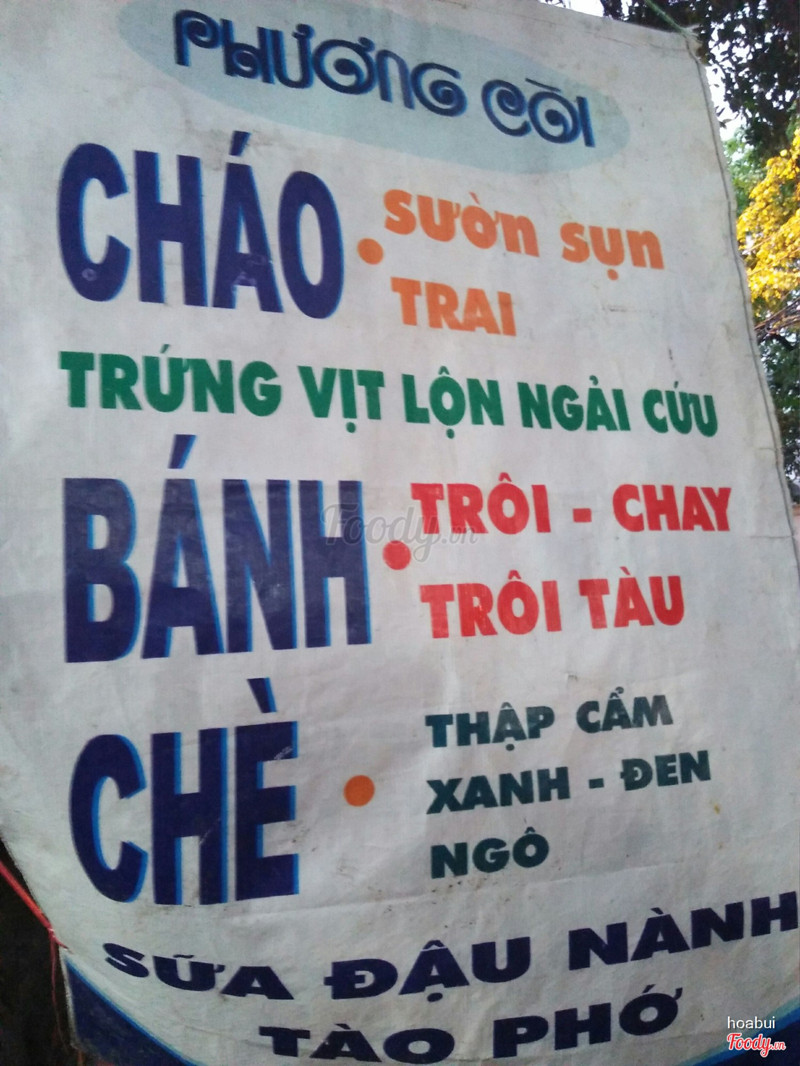 PHƯƠNG CÒI
CHÁO
• SƯỜN SỤN
TRAI
TRỨNG VỊT LỘN NGẢI CỨU
BÁNH
• TRÔI - CHAY
TRÔI TÀU
CHÈ
• THẬP CẨM
XANH - ĐEN
NGÔ
SỮA ĐẬU NÀNH
TÀO PHỚ
Foody.vn
hoabui
Foody.vn